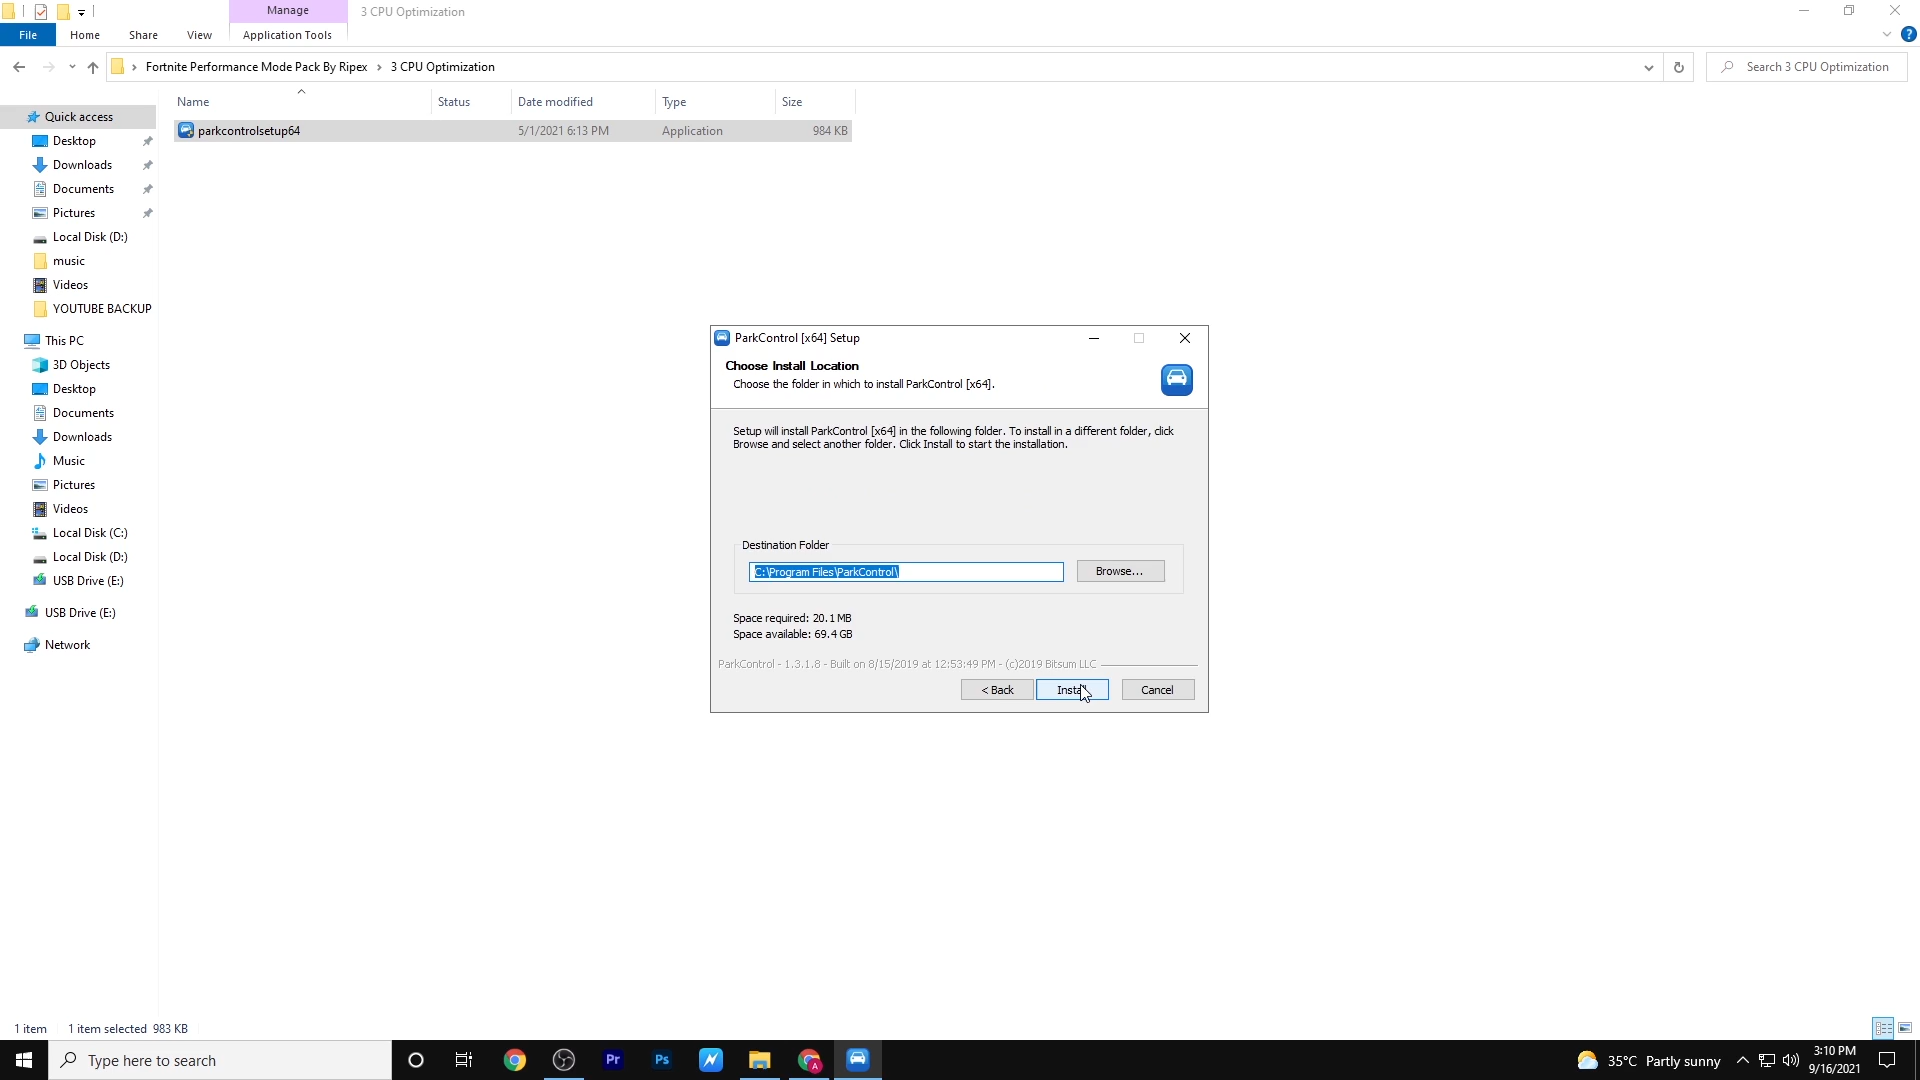 Manage
3 CPU Optimization
File
Home
Share
View
Application Tools
Fortnite Performance Mode Pack By Ripex
3 CPU Optimization
Search 3 CPU Optimization
Name
Status
Date modified
Type
Size
parkcontrolsetup64
5/1/2021 6:13 PM
Application
984 KB
Quick access
Desktop
Downloads
Documents
Pictures
Local Disk (D:)
music
Videos
YOUTUBE BACKUP
This PC
3D Objects
Desktop
Documents
Downloads
Music
Pictures
Videos
Local Disk (C:)
Local Disk (D:)
USB Drive (E:)
USB Drive (E:)
Network
ParkControl [x64] Setup
Choose Install Location
Choose the folder in which to install ParkControl [x64].
Setup will install ParkControl [x64] in the following folder. To install in a different folder, click
Browse and select another folder. Click Install to start the installation.
Destination Folder
C:\Program Files\ParkControl\
Browse...
Space required: 20.1 MB
Space available: 69.4 GB
ParkControl - 1.3.1.8 - Built on 8/15/2019 at 12:53:49 PM - (c)2019 Bitsum LLC
< Back
Install
Cancel
1 item
1 item selected 983 KB
Type here to search
Pr
Ps
A
35°C Partly sunny
3:10 PM
9/16/2021